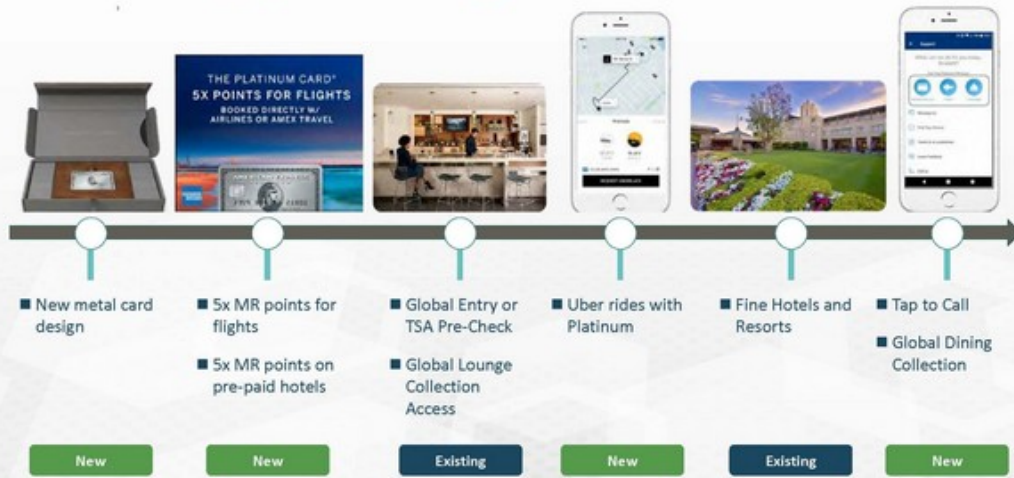 THE PLATINUM CARD®
5X POINTS FOR FLIGHTS
BOOKED DIRECTLY W/
AIRLINES OR AMEX TRAVEL
Support
■ New metal card
design
■ 5x MR points for
flights
■ 5x MR points on
pre-paid hotels
■ Global Entry or
TSA Pre-Check
■ Global Lounge
Collection
Access
■ Uber rides with
Platinum
■ Fine Hotels and
Resorts
■ Tap to Call
■ Global Dining
Collection
New
New
Existing
New
Existing
New